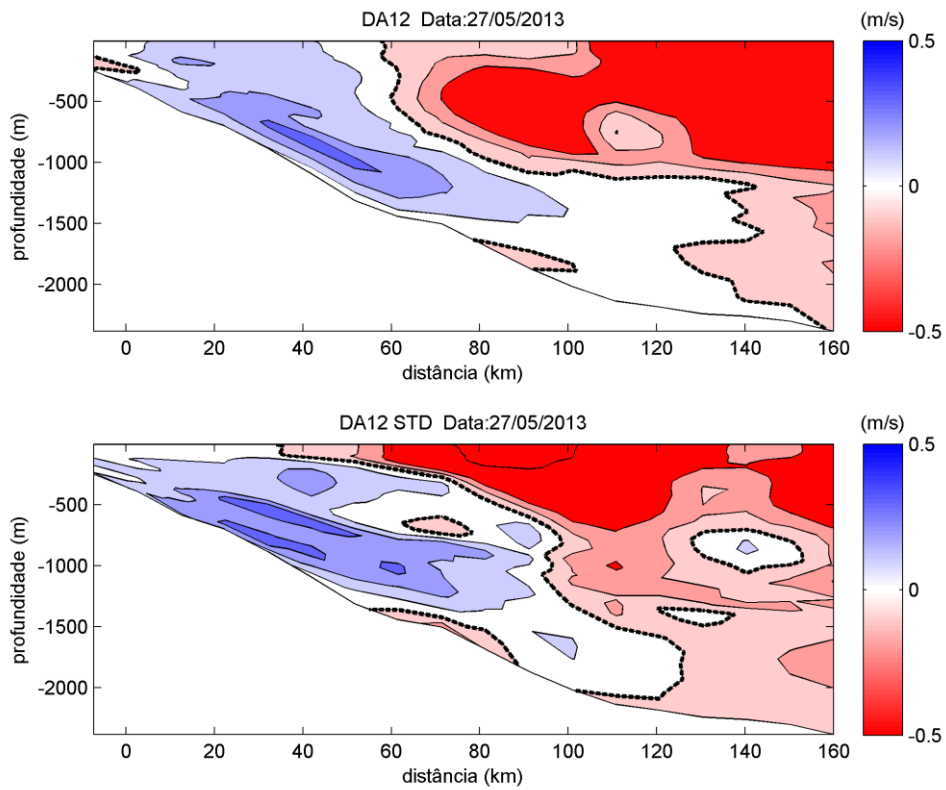 DA12 Data:27/05/2013
(m/s)
0.5
0
-0.5
profundidade (m)
-500
-1000
-1500
-2000
0 20 40 60 80 100 120 140 160
distância (km)
DA12 STD Data:27/05/2013
(m/s)
0.5
0
-0.5
profundidade (m)
-500
-1000
-1500
-2000
0 20 40 60 80 100 120 140 160
distância (km)